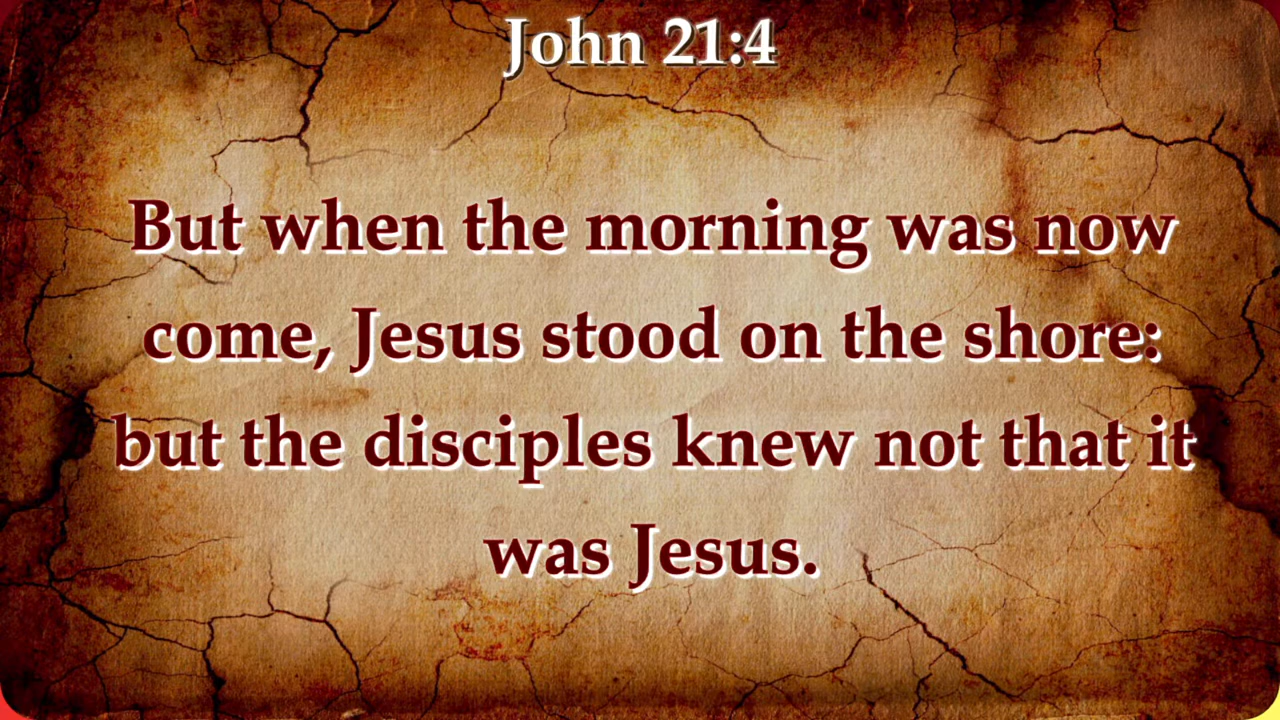 John 21:4
But when the morning was now
come, Jesus stood on the shore:
but the disciples knew not that it
was Jesus.